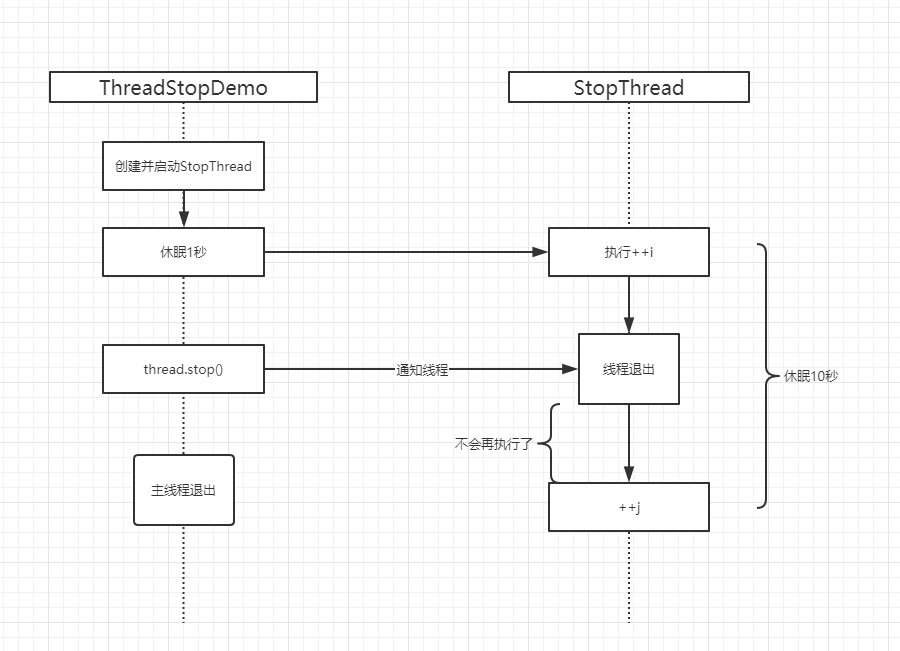 ThreadStopDemo
StopThread
创建并启动StopThread
休眠1秒
执行++i
thread.stop()
通知线程
线程退出
休眠10秒
不会再执行了
主线程退出
++j